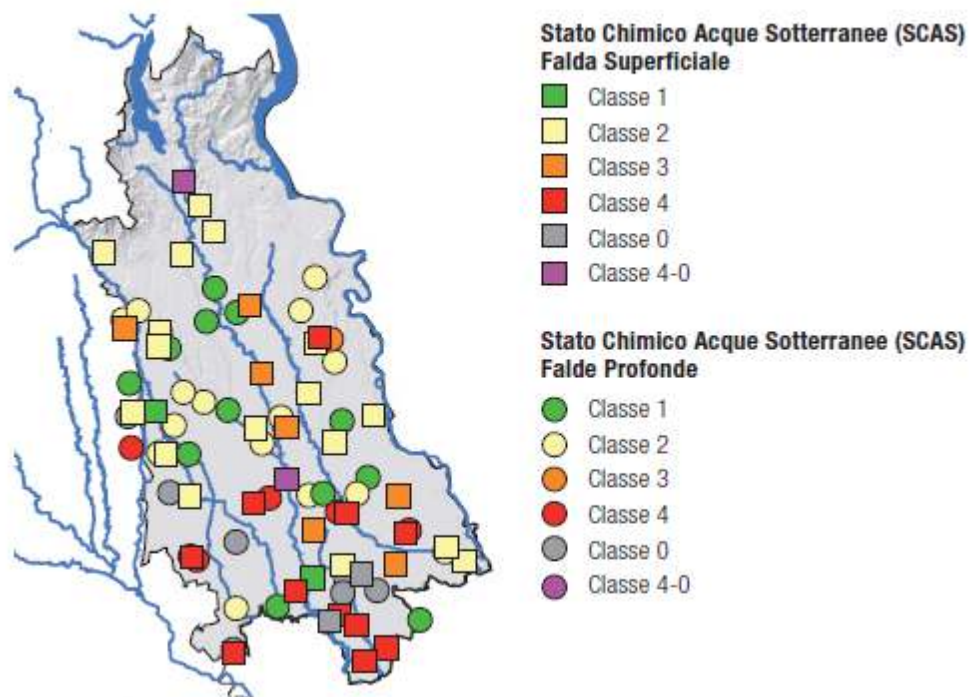 Stato Chimico Acque Sotterranee (SCAS)
Falda Superficiale
Classe 1
Classe 2
Classe 3
Classe 4
Classe 0
Classe 4-0
Stato Chimico Acque Sotterranee (SCAS)
Falde Profonde
Classe 1
Classe 2
Classe 3
Classe 4
Classe 0
Classe 4-0